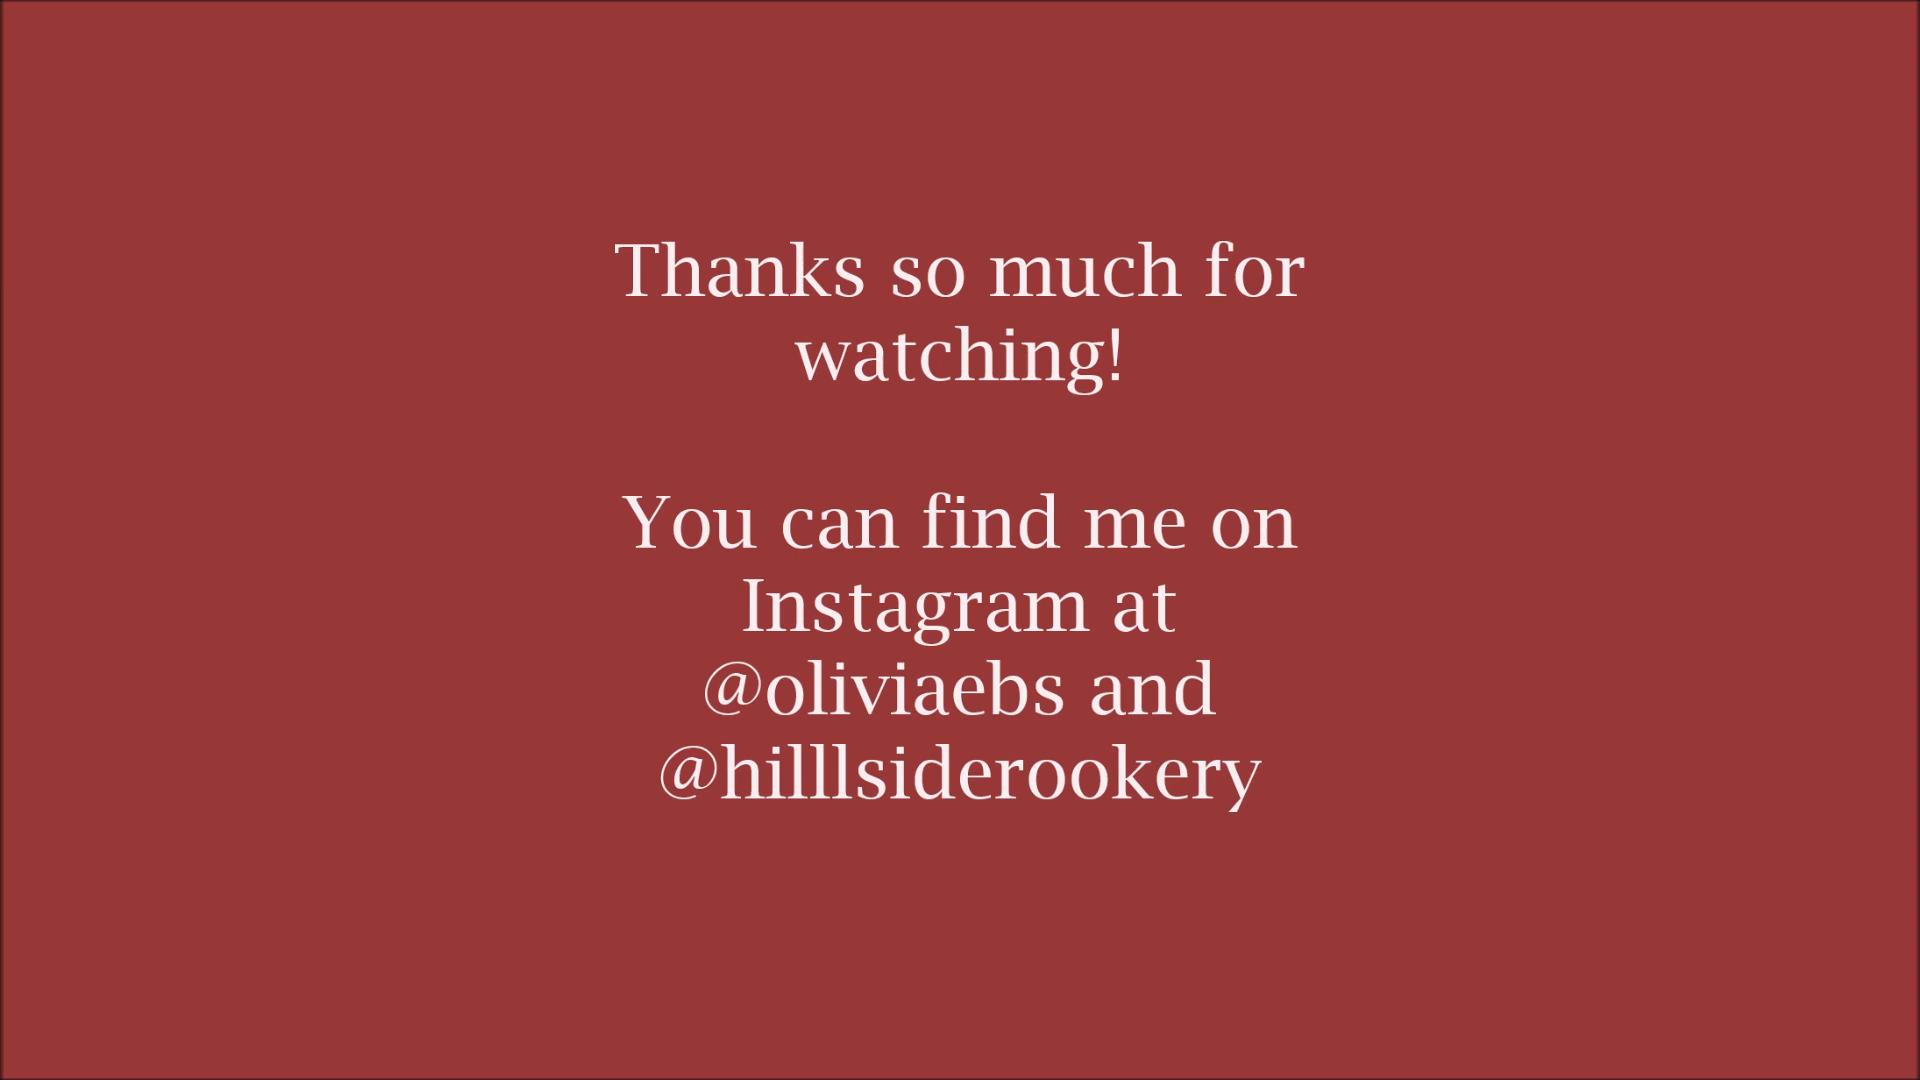 Thanks so much for
watching!
You can find me on
Instagram at
@oliviaebs and
@hilllsiderookery